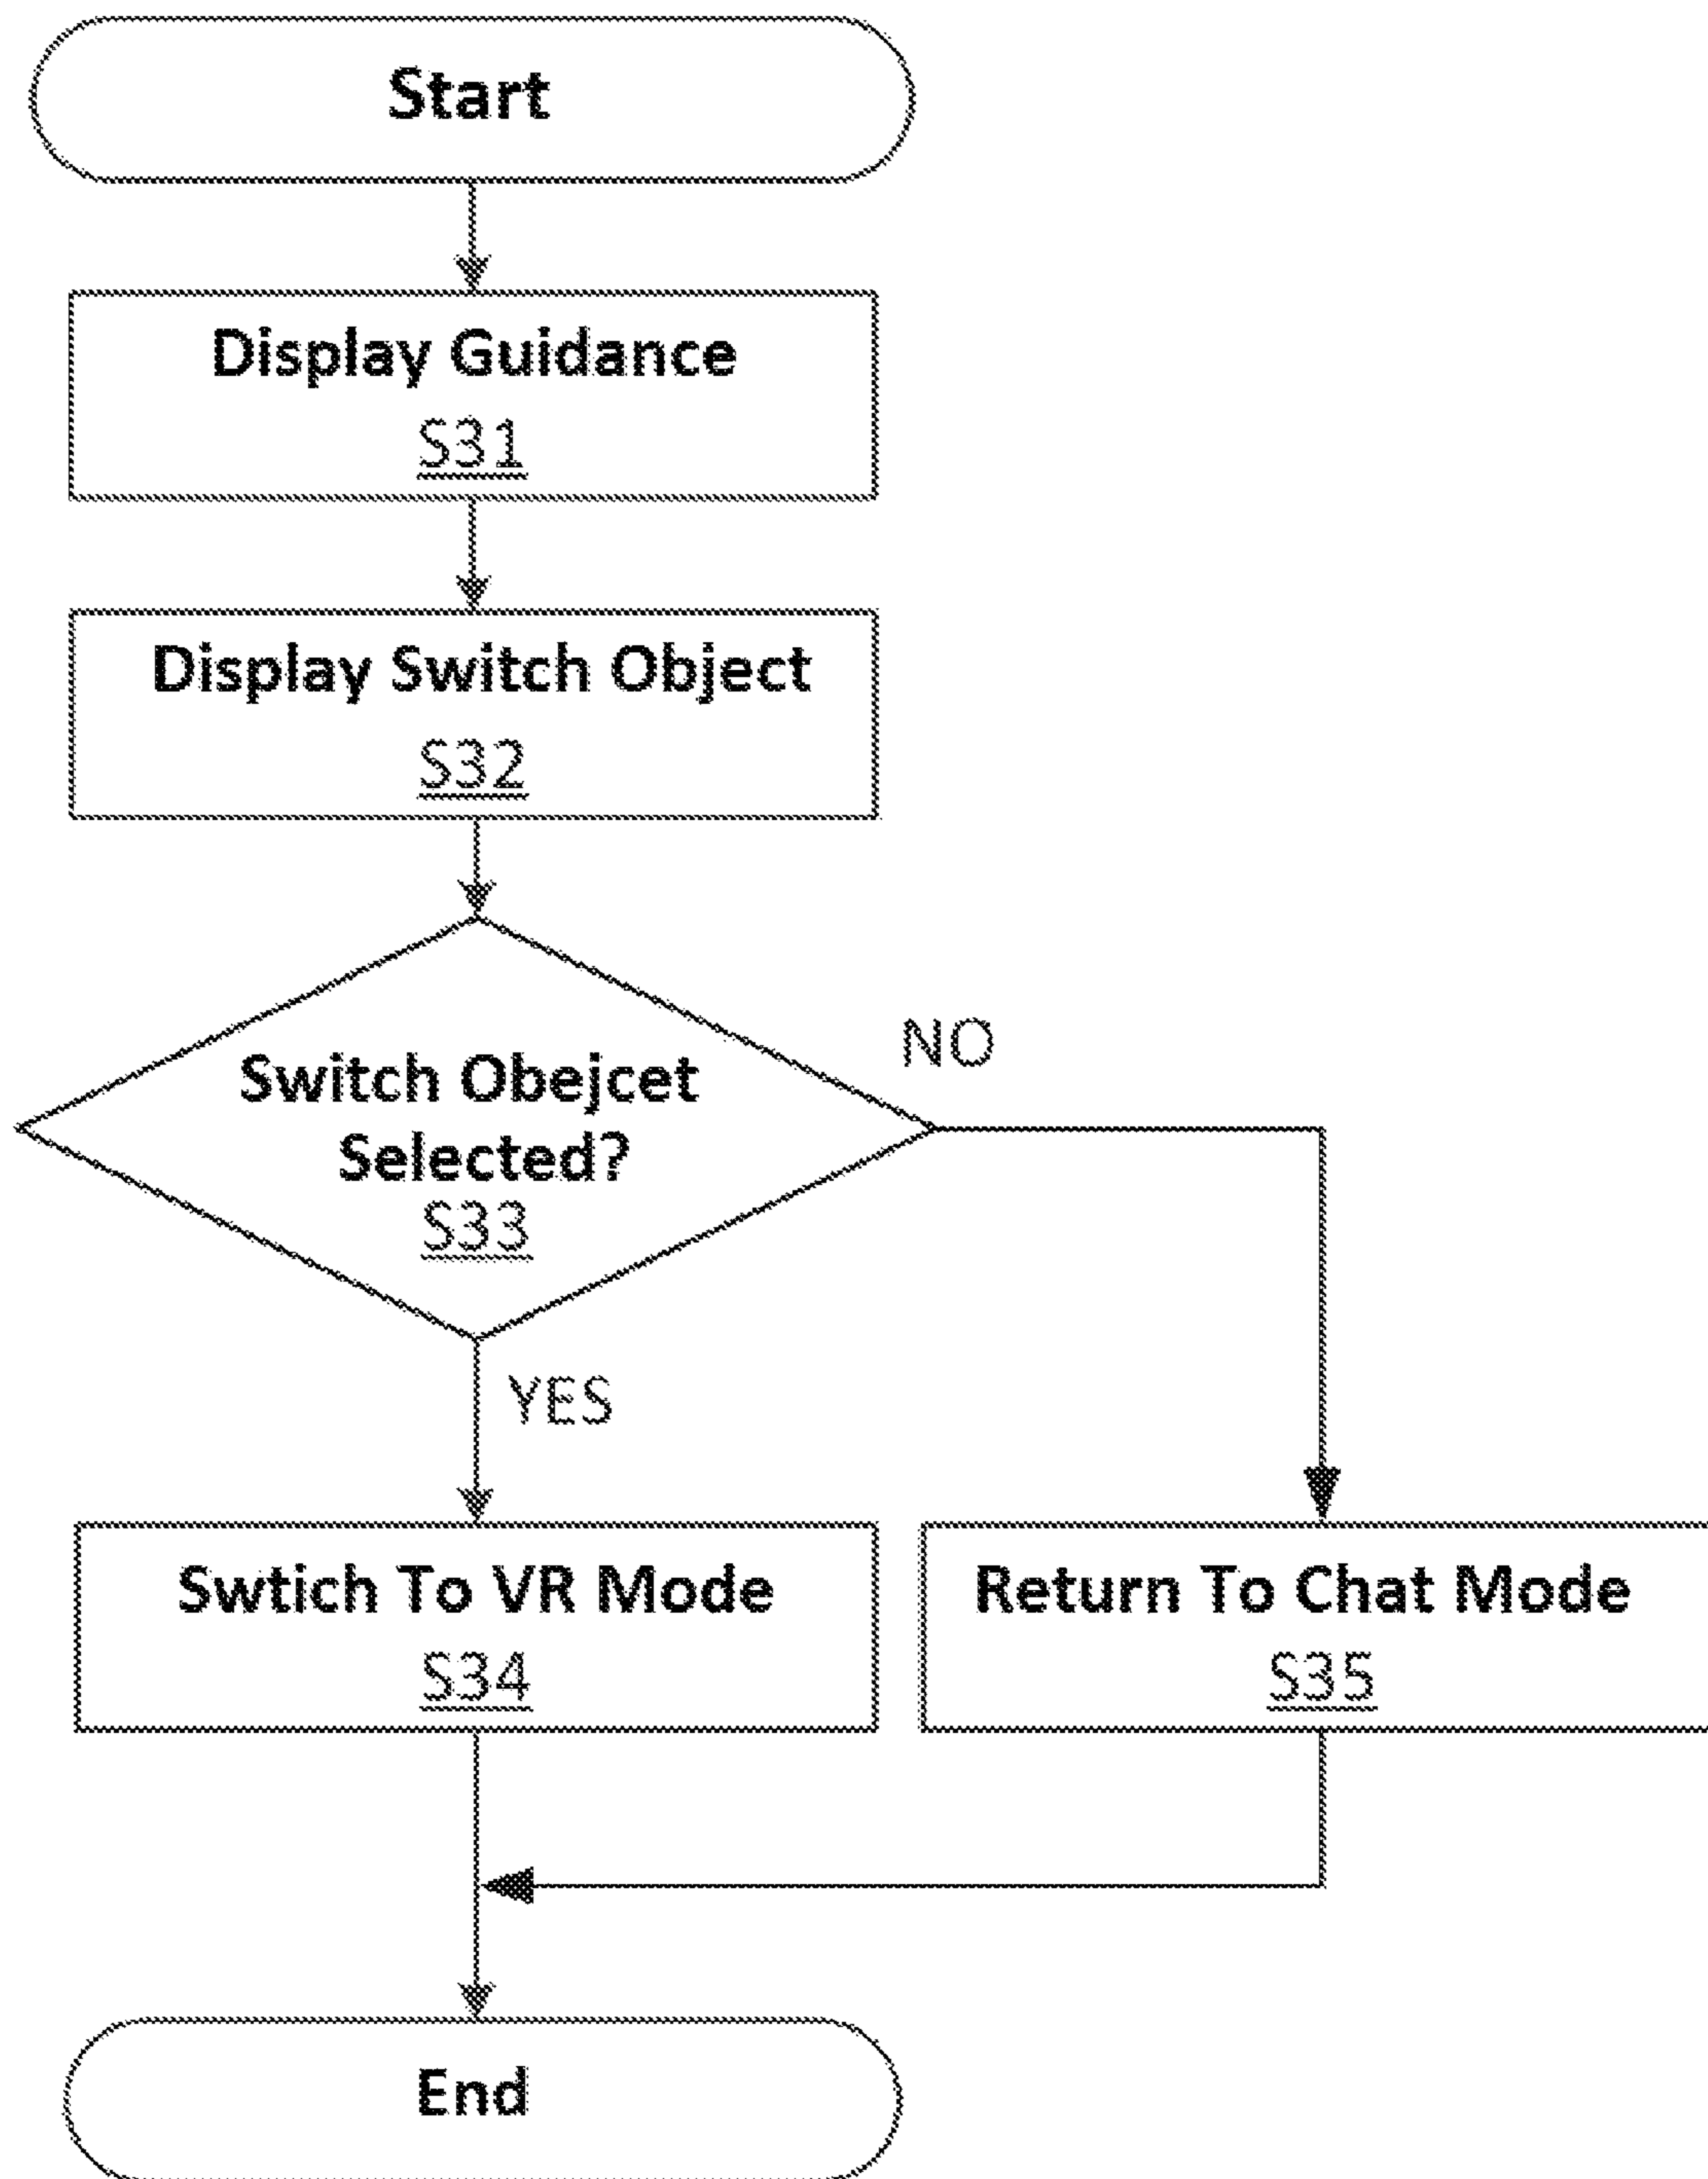 Start
Display Guidance
S31
Display Switch Object
S32
Switch Obejcet
Selected?
S33
NO
YES
Swtich To VR Mode
S34
Return To Chat Mode
S35
End